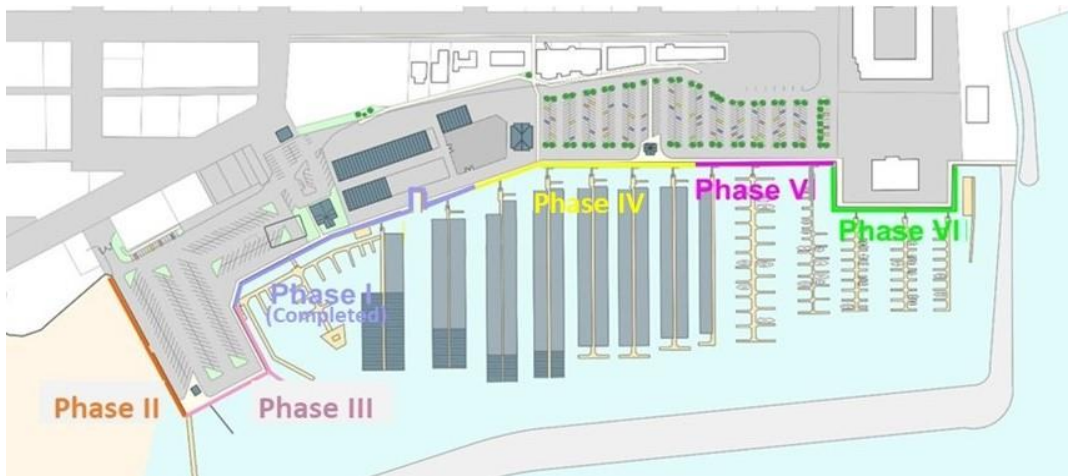 Phase V
Phase IV
Phase VI
Phase I
(Completed)
Phase II
Phase III